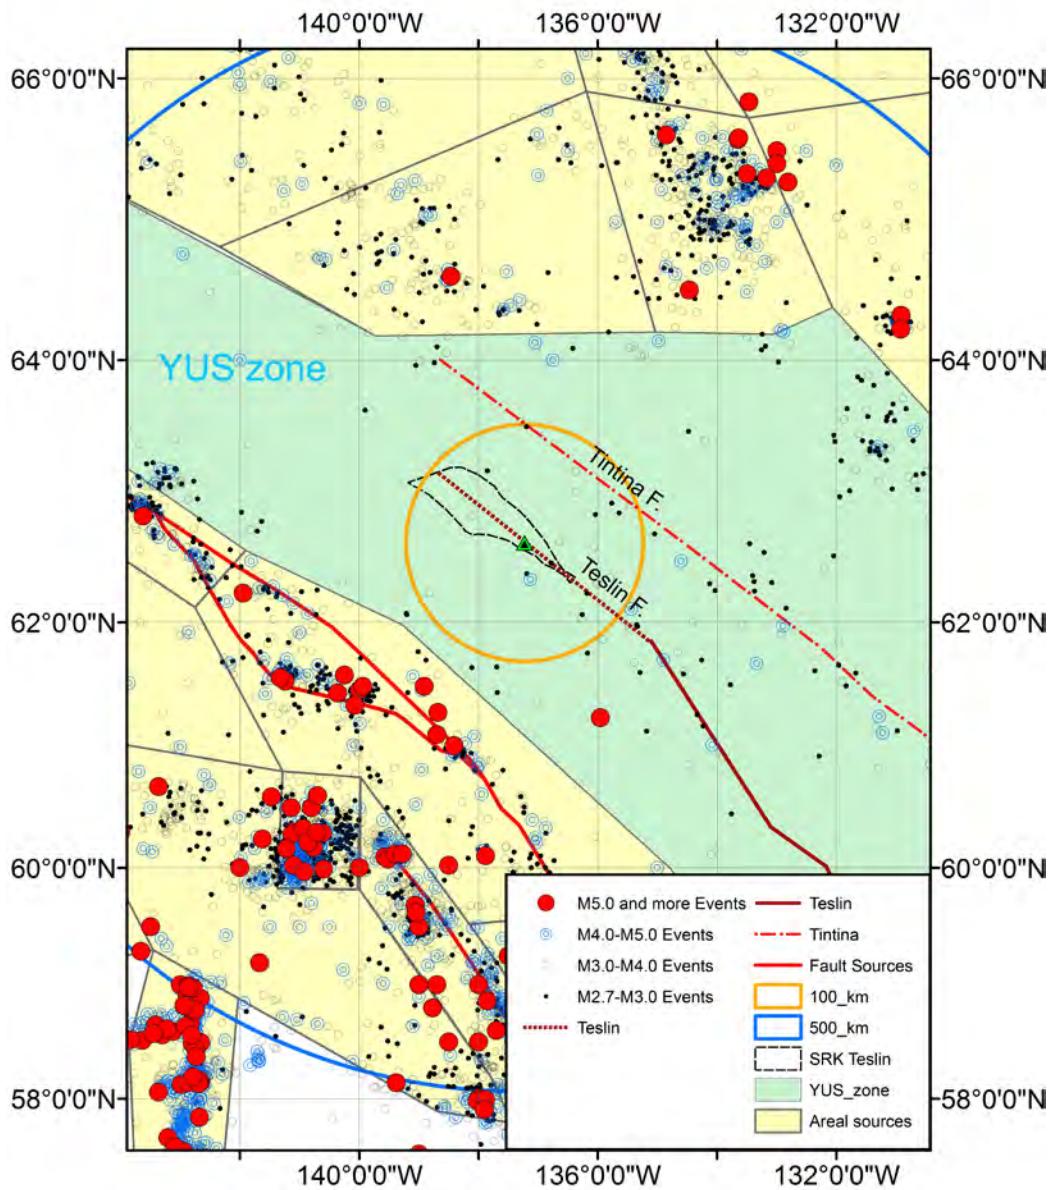 140°0'0"W 136°0'0"W 132°0'0"W
66°0'0"N 66°0'0"N
64°0'0"N 64°0'0"N
YUS zone
Tintina F.
Teslin F.
62°0'0"N 62°0'0"N
60°0'0"N 60°0'0"N
M5.0 and more Events Teslin
M4.0-M5.0 Events Tintina
M3.0-M4.0 Events Fault Sources
M2.7-M3.0 Events 100_km
Teslin 500_km
SRK Teslin
YUS_zone
Areal sources
58°0'0"N 58°0'0"N
140°0'0"W 136°0'0"W 132°0'0"W